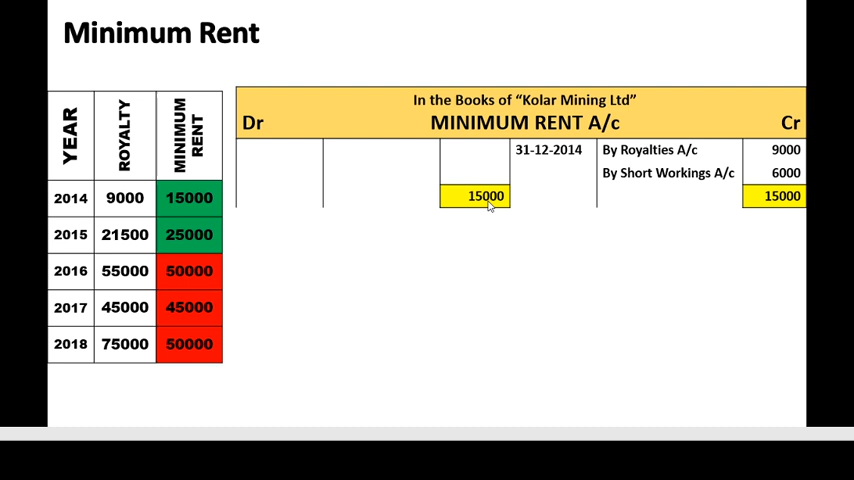 Minimum Rent
YEAR ROYALTY MINIMUM RENT
2014 9000 15000
2015 21500 25000
2016 55000 50000
2017 45000 45000
2018 75000 50000
In the Books of “Kolar Mining Ltd”
Dr MINIMUM RENT A/c Cr
31-12-2014 By Royalties A/c 9000
By Short Workings A/c 6000
15000 15000